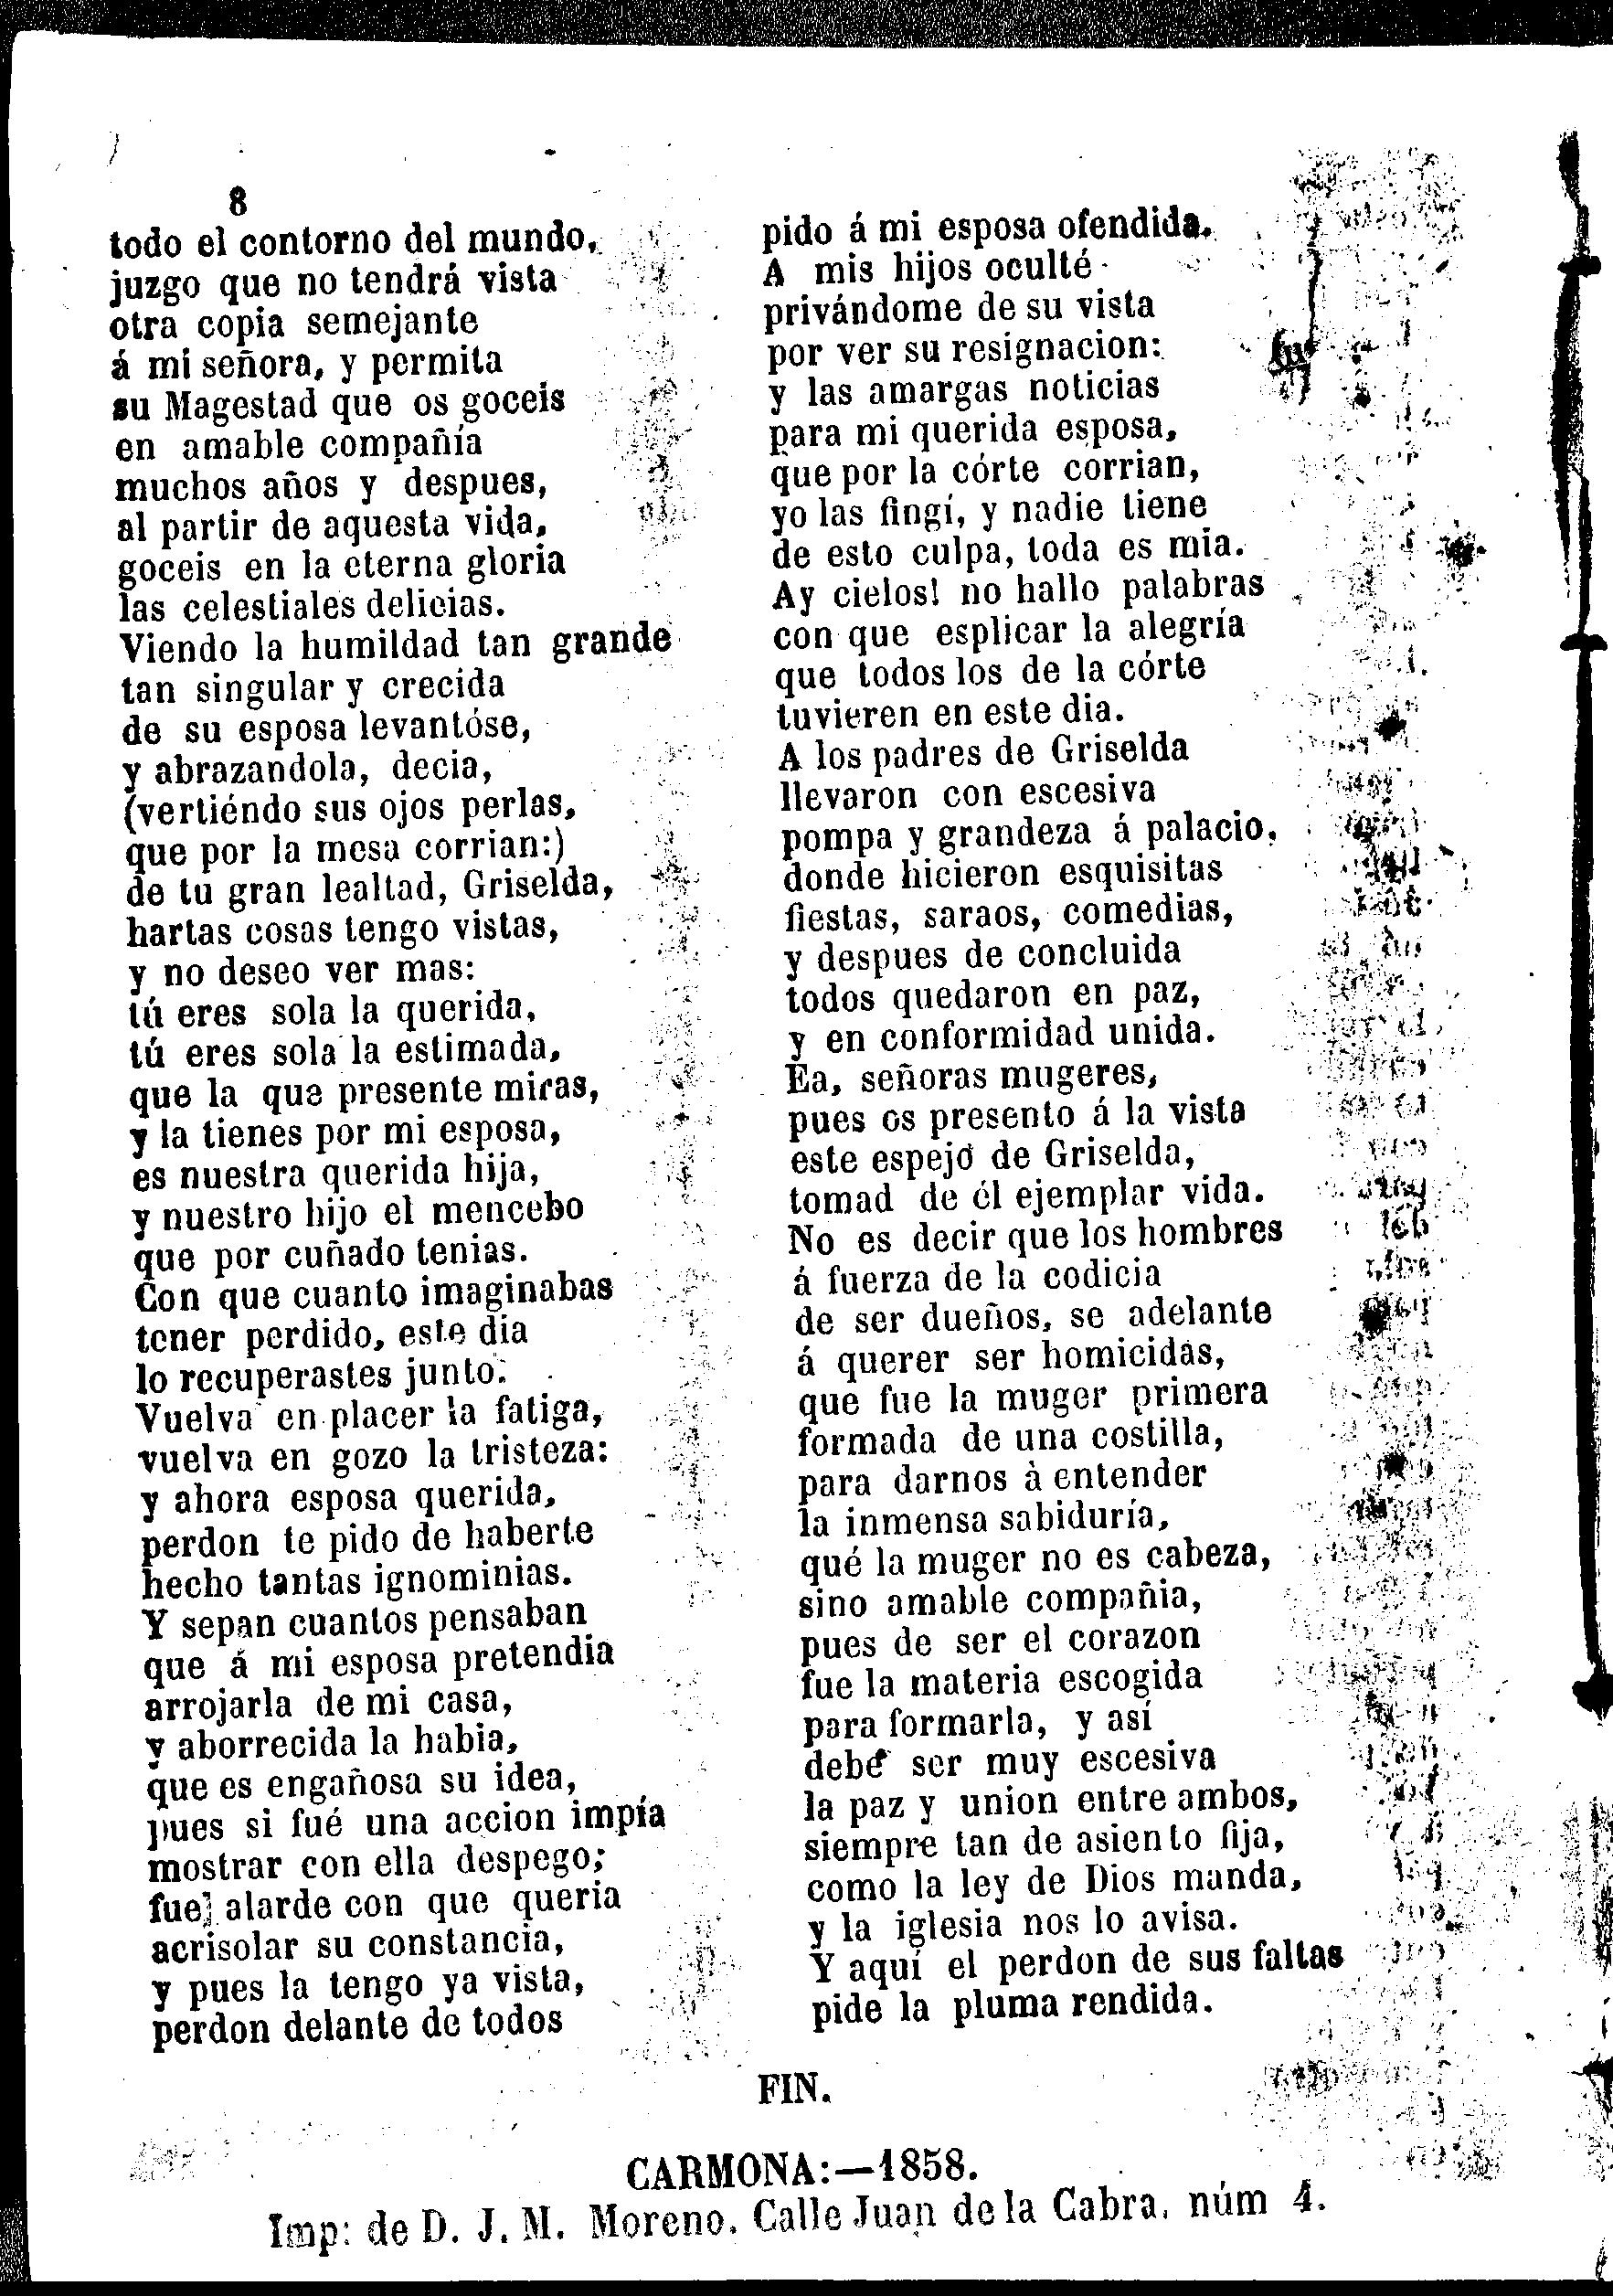 8
todo el contorno del mundo,
juzgo que no tendrá vista
otra copia semejante
á mi señora, y permita
su Magestad que os goceis
en amable compañía
muchos años y despues,
al partir de aquesta vida,
goceis en la eterna gloria
las celestiales delicias.
Viendo la humildad tan grande
tan singular y crecida
de su esposa levantóse,
y abrazandola, decia,
(vertiéndo sus ojos perlas,
que por la mesa corrian:)
de tu gran lealtad, Griselda,
hartas cosas tengo vistas,
y no deseo ver mas:
tú eres sola la querida,
tú eres sola la estimada,
que la que presente miras,
y la tienes por mi esposa,
es nuestra querida hija,
y nuestro hijo el mencebo
que por cuñado tenias.
Con que cuanto imaginabas
tener perdido, este dia
lo recuperastes junto.
Vuelva en placer la fatiga,
vuelva en gozo la tristeza:
y ahora esposa querida,
perdon te pido de haberte
hecho tantas ignominias.
Y sepan cuantos pensaban
que á mi esposa pretendia
arrojarla de mi casa,
y aborrecida la habia,
que es engañosa su idea,
pues si fué una accion impía
mostrar con ella despego;
fue] alarde con que queria
acrisolar su constancia,
y pues la tengo ya vista,
perdon delante de todos
pido á mi esposa ofendida.
A mis hijos oculté
privándome de su vista
por ver su resignacion:
y las amargas noticias
para mi querida esposa,
que por la córte corrian,
yo las fingí, y nadie tiene
de esto culpa, toda es mia.
Ay cielos! no hallo palabras
con que esplicar la alegría
que todos los de la córte
tuvieren en este dia.
A los padres de Griselda
llevaron con escesiva
pompa y grandeza á palacio,
donde hicieron esquisitas
fiestas, saraos, comedias,
y despues de concluida
todos quedaron en paz,
y en conformidad unida.
Ea, señoras mugeres,
pues os presento á la vista
este espejo de Griselda,
tomad de él ejemplar vida.
No es decir que los hombres
á fuerza de la codicia
de ser dueños, se adelante
á querer ser homicidas,
que fue la muger primera
formada de una costilla,
para darnos à entender
la inmensa sabiduría,
qué la muger no es cabeza,
sino amable compañia,
pues de ser el corazon
fue la materia escogida
para formarla, y así
debe ser muy escesiva
la paz y union entre ambos,
siempre tan de asiento fija,
como la ley de Dios manda,
y la iglesia nos lo avisa.
Y aquí el perdon de sus faltas
pide la pluma rendida.
FIN.
CARMONA:—1858.
Imp: de D. J. M. Moreno. Calle Juan de la Cabra, núm 4.